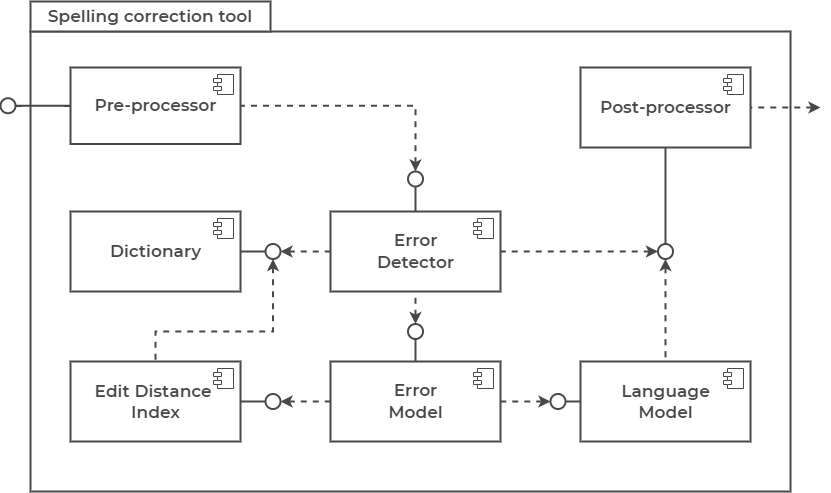 Spelling correction tool
Pre-processor
Post-processor
Dictionary
Error
Detector
Edit Distance
Index
Error
Model
Language
Model